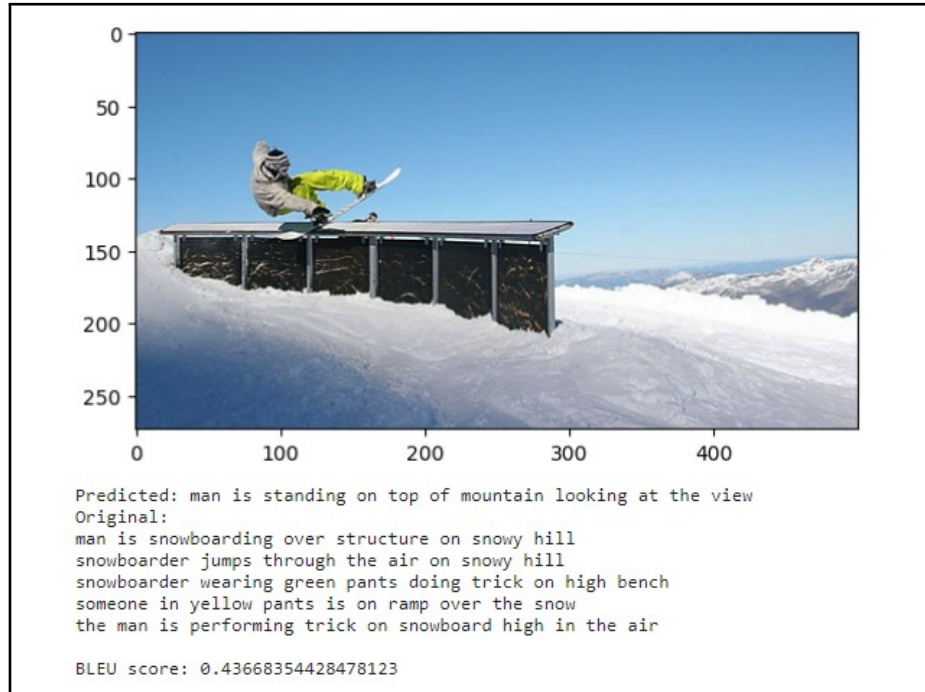 0
50
100
150
200
250
0 100 200 300 400
Predicted: man is standing on top of mountain looking at the view
Original:
man is snowboarding over structure on snowy hill
snowboarder jumps through the air on snowy hill
snowboarder wearing green pants doing trick on high bench
someone in yellow pants is on ramp over the snow
the man is performing trick on snowboard high in the air
BLEU score: 0.43668354428478123